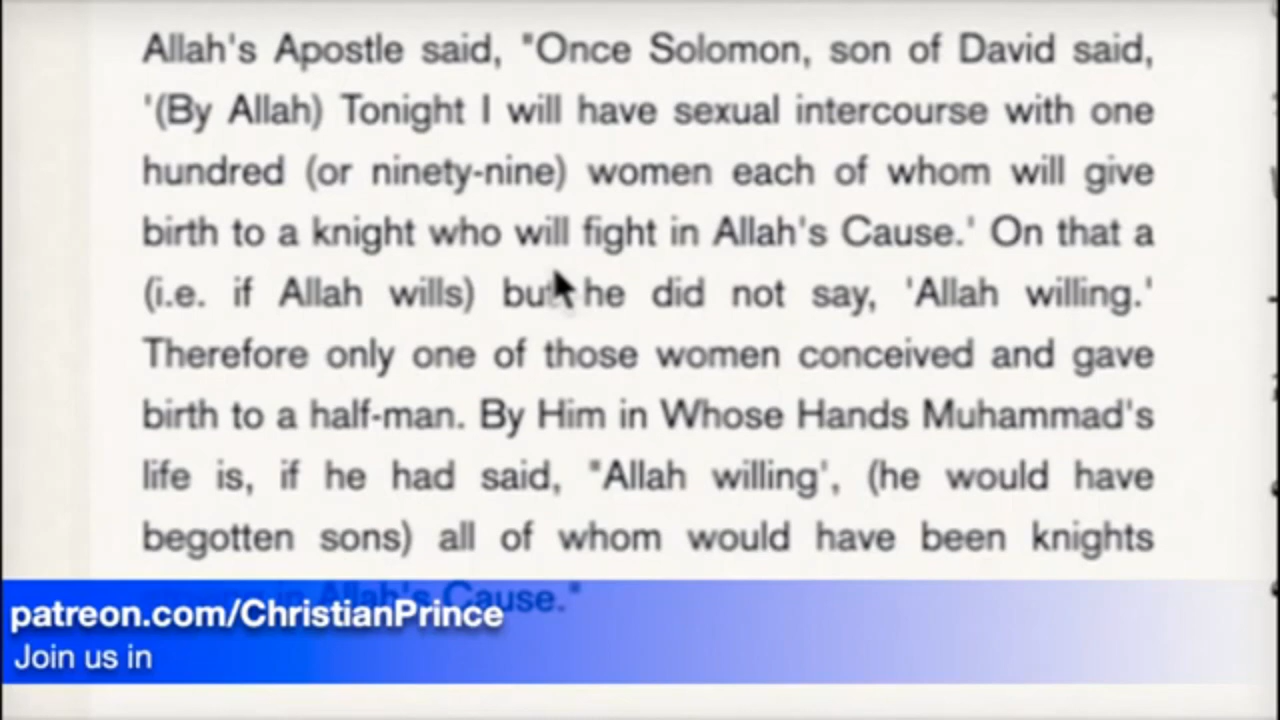 Allah's Apostle said, "Once Solomon, son of David said,
'(By Allah) Tonight I will have sexual intercourse with one
hundred (or ninety-nine) women each of whom will give
birth to a knight who will fight in Allah's Cause.' On that a
(i.e. if Allah wills) but he did not say, 'Allah willing.'
Therefore only one of those women conceived and gave
birth to a half-man. By Him in Whose Hands Muhammad's
life is, if he had said, "Allah willing', (he would have
begotten sons) all of whom would have been knights
in Allah's Cause."
patreon.com/ChristianPrince
Join us in